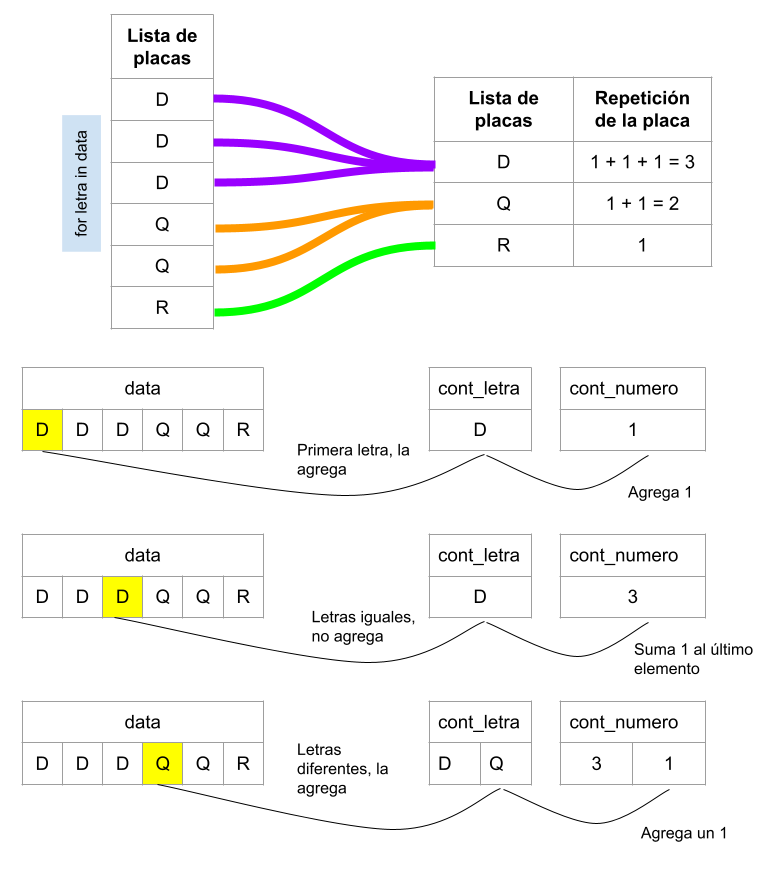 Lista de
placas
D
D
D
Q
Q
R
for letra in data
Lista de
placas
Repetición
de la placa
D
1 + 1 + 1 = 3
Q
1 + 1 = 2
R
1
data
D D D Q Q R
Primera letra, la
agrega
cont_letra
D
cont_numero
1
Agrega 1
data
D D D Q Q R
Letras iguales,
no agrega
cont_letra
D
cont_numero
3
Suma 1 al último
elemento
data
D D D Q Q R
Letras
diferentes, la
agrega
cont_letra
D Q
cont_numero
3 1
Agrega un 1